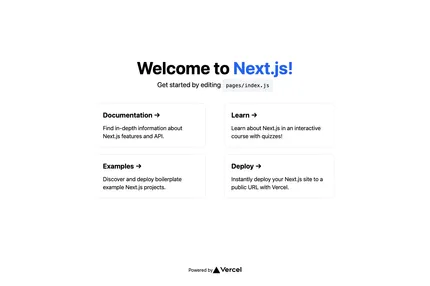 Welcome to Next.js!
Get started by editing pages/index.js
Documentation →
Find in-depth information about
Next.js features and API.
Learn →
Learn about Next.js in an interactive
course with quizzes!
Examples →
Discover and deploy boilerplate
example Next.js projects.
Deploy →
Instantly deploy your Next.js site to a
public URL with Vercel.
Powered by Vercel